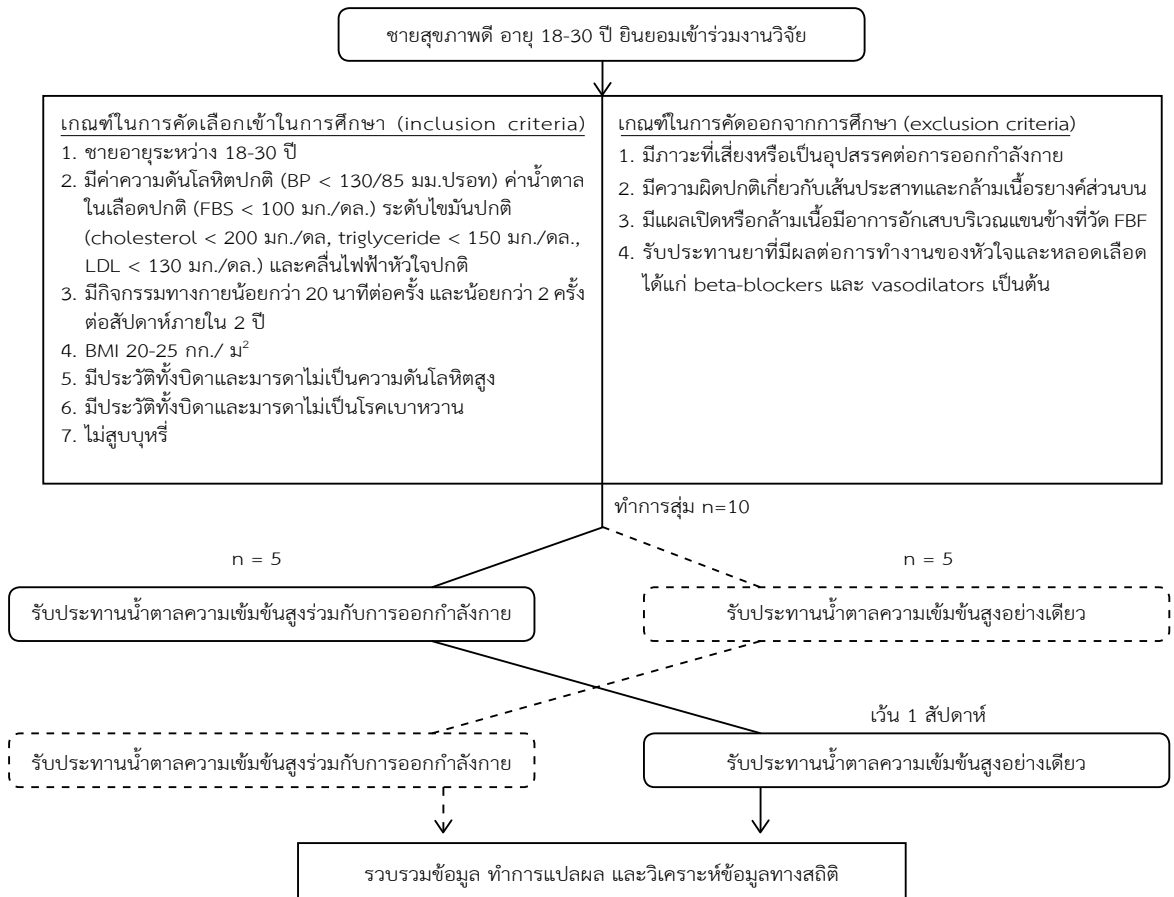 ชายสุขภาพดี อายุ 18-30 ปี ยินยอมเข้าร่วมงานวิจัย
เกณฑ์ในการคัดเลือกเข้าในการศึกษา (inclusion criteria)
1. ชายอายุระหว่าง 18-30 ปี
2. มีค่าความดันโลหิตปกติ (BP < 130/85 มม.ปรอท) ค่าน้ำตาล
ในเลือดปกติ (FBS < 100 มก./ดล.) ระดับไขมันปกติ
(cholesterol < 200 มก./ดล, triglyceride < 150 มก./ดล.,
LDL < 130 มก./ดล.) และคลื่นไฟฟ้าหัวใจปกติ
3. มีกิจกรรมทางกายน้อยกว่า 20 นาทีต่อครั้ง และน้อยกว่า 2 ครั้ง
ต่อสัปดาห์ภายใน 2 ปี
4. BMI 20-25 กก./ ม²
5. มีประวัติทั้งบิดาและมารดาไม่เป็นความดันโลหิตสูง
6. มีประวัติทั้งบิดาและมารดาไม่เป็นโรคเบาหวาน
7. ไม่สูบบุหรี่
เกณฑ์ในการคัดออกจากการศึกษา (exclusion criteria)
1. มีภาวะที่เสี่ยงหรือเป็นอุปสรรคต่อการออกกำลังกาย
2. มีความผิดปกติเกี่ยวกับเส้นประสาทและกล้ามเนื้อรยางค์ส่วนบน
3. มีแผลเปิดหรือกล้ามเนื้อมีอาการอักเสบบริเวณแขนข้างที่วัด FBF
4. รับประทานยาที่มีผลต่อการทำงานของหัวใจและหลอดเลือด
ได้แก่ beta-blockers และ vasodilators เป็นต้น
ทำการสุ่ม n=10
n = 5
n = 5
รับประทานน้ำตาลความเข้มข้นสูงร่วมกับการออกกำลังกาย
รับประทานน้ำตาลความเข้มข้นสูงอย่างเดียว
เว้น 1 สัปดาห์
รับประทานน้ำตาลความเข้มข้นสูงร่วมกับการออกกำลังกาย
รับประทานน้ำตาลความเข้มข้นสูงอย่างเดียว
รวบรวมข้อมูล ทำการแปลผล และวิเคราะห์ข้อมูลทางสถิติ